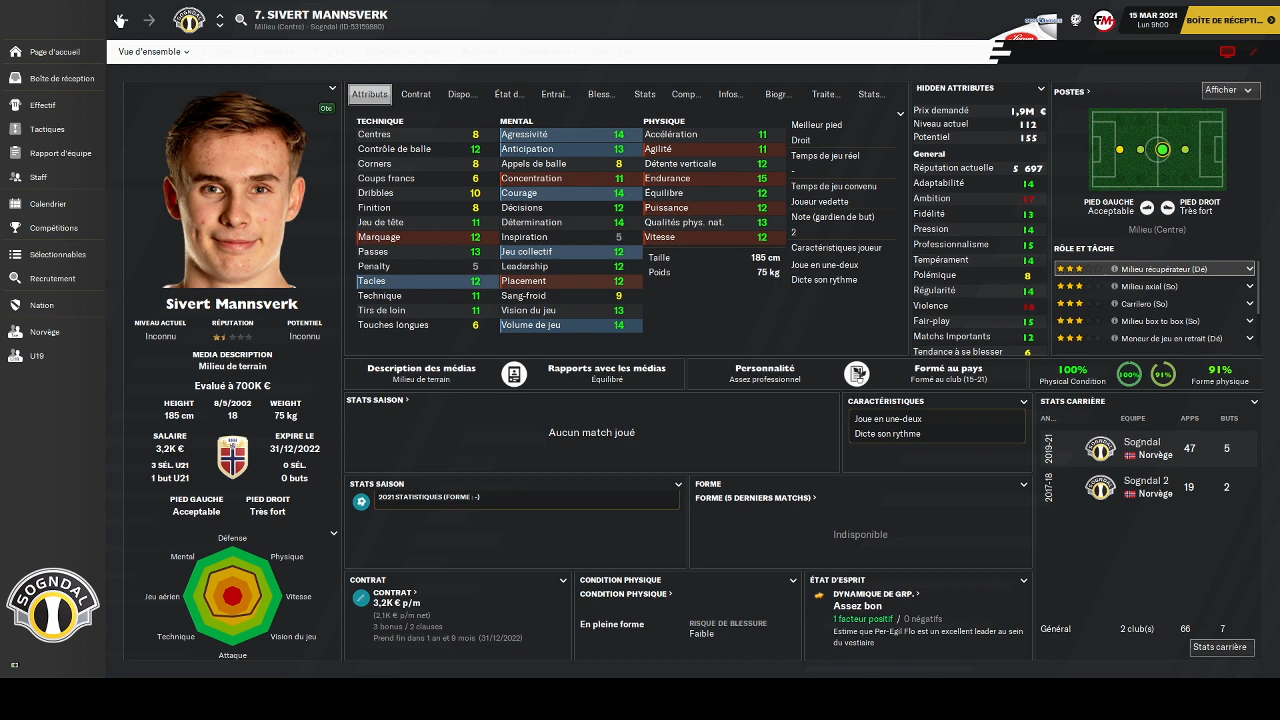 7. SIVERT MANNSVERK
Milieu (Centre) - Sogndal (ID:53159880)
15 MAR 2021
Lun 9h00
BOÎTE DE RÉCEPTI...
Vue d'ensemble
Page d'accueil
Boîte de réception
Effectif
Tactiques
Rapport d'équipe
Staff
Calendrier
Compétitions
Sélectionnables
Recrutement
Nation
Norvège
U19
SOGNDAL
Obc
Sivert Mannsverk
NIVEAU ACTUEL RÉPUTATION POTENTIEL
Inconnu Inconnu
MEDIA DESCRIPTION
Milieu de terrain
Evalué à 700K €
HEIGHT 8/5/2002 WEIGHT
185 cm 18 75 kg
SALAIRE EXPIRE LE
3,2K € 31/12/2022
3 SÉL. U21 0 SÉL.
1 but U21 0 buts
PIED GAUCHE PIED DROIT
Acceptable Très fort
Défense
Mental Physique
Jeu aérien Vitesse
Technique Vision du jeu
Attaque
Attributs Contrat Dispo... État d... Entraî... Bless... Stats Comp... Infos... Biogr... Traite... Stats...
TECHNIQUE
Centres 8
Contrôle de balle 12
Corners 8
Coups francs 6
Dribbles 10
Finition 8
Jeu de tête 11
Marquage 12
Passes 13
Penalty 5
Tacles 12
Technique 11
Tirs de loin 11
Touches longues 6
MENTAL
Agressivité 14
Anticipation 13
Appels de balle 8
Concentration 11
Courage 14
Décisions 12
Détermination 14
Inspiration 5
Jeu collectif 12
Leadership 12
Placement 12
Sang-froid 9
Vision du jeu 13
Volume de jeu 14
PHYSIQUE
Accélération 11
Agilité 11
Détente verticale 12
Endurance 15
Équilibre 12
Puissance 12
Qualités phys. nat. 13
Vitesse 12
Taille 185 cm
Poids 75 kg
Meilleur pied
Droit
Temps de jeu réel
-
Temps de jeu convenu
Joueur vedette
Note (gardien de but)
2
Caractéristiques joueur
Joue en une-deux
Dicte son rythme
HIDDEN ATTRIBUTES
Prix demandé 1,9M €
Niveau actuel 112
Potentiel 155
General
Réputation actuelle 5 697
Adaptabilité 14
Ambition 17
Fidélité 13
Pression 14
Professionnalisme 15
Tempérament 14
Polémique 8
Régularité 14
Violence
Fair-play 15
Matchs Importants 12
Tendance à se blesser 6
POSTES >
Afficher
PIED GAUCHE PIED DROIT
Acceptable Très fort
Milieu (Centre)
RÔLE ET TÂCHE
Milieu récupérateur (De)
Milieu axial (So)
Carrilero (So)
Milieu box to box (So)
Meneur de jeu en retrait (Dé)
Description des médias
Milieu de terrain
Rapports avec les médias
Équilibré
Personnalité
Assez professionnel
Formé au pays
Formé au club (15-21)
100%
Physical Condition
100%
91%
91%
Forme physique
STATS SAISON >
Aucun match joué
CARACTÉRISTIQUES
Joue en une-deux
Dicte son rythme
STATS CARRIÈRE
AN... EQUIPE APPS BUTS
2019-21 Sogndal Norvège 47 5
2017-18 Sogndal 2 Norvège 19 2
Général 2 club(s) 66 7
Stats carrière
STATS SAISON
2021 STATISTIQUES (FORME : -)
FORME
FORME (5 DERNIERS MATCHS) >
Indisponible
CONTRAT
CONTRAT >
3,2K € p/m
(2,1K € p/m net)
3 bonus / 2 clauses
Prend fin dans 1 an et 9 mois (31/12/2022)
CONDITION PHYSIQUE
CONDITION PHYSIQUE >
En pleine forme
RISQUE DE BLESSURE
Faible
ÉTAT D'ESPRIT
DYNAMIQUE DE GRP. >
Assez bon
1 facteur positif / 0 négatifs
Estime que Per-Egil Flo est un excellent leader au sein
du vestiaire